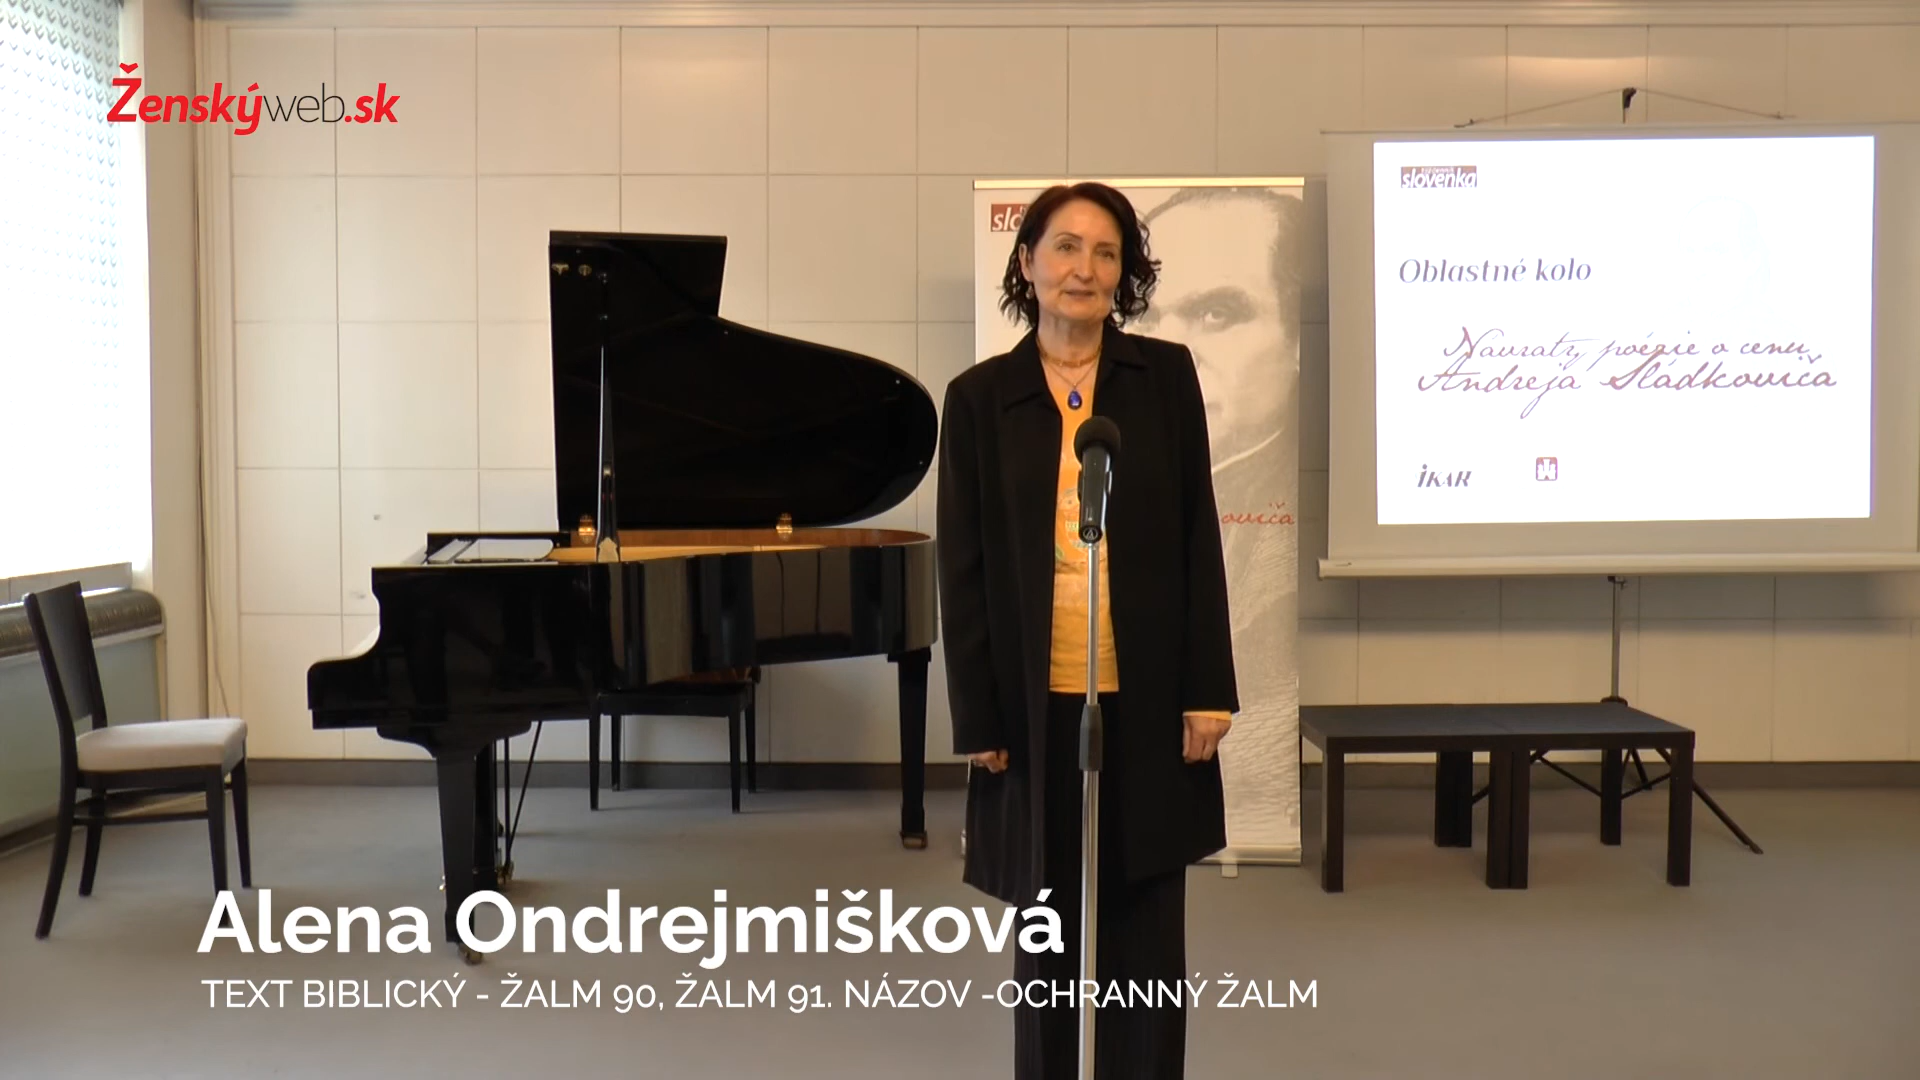 Ženskýweb.sk
slovenka
Oblastné kolo
Návraty poézie o cenu
Andreja Sládkoviča
IKAR
Alena Ondrejmišková
TEXT BIBLICKÝ - ŽALM 90, ŽALM 91. NÁZOV -OCHRANNÝ ŽALM